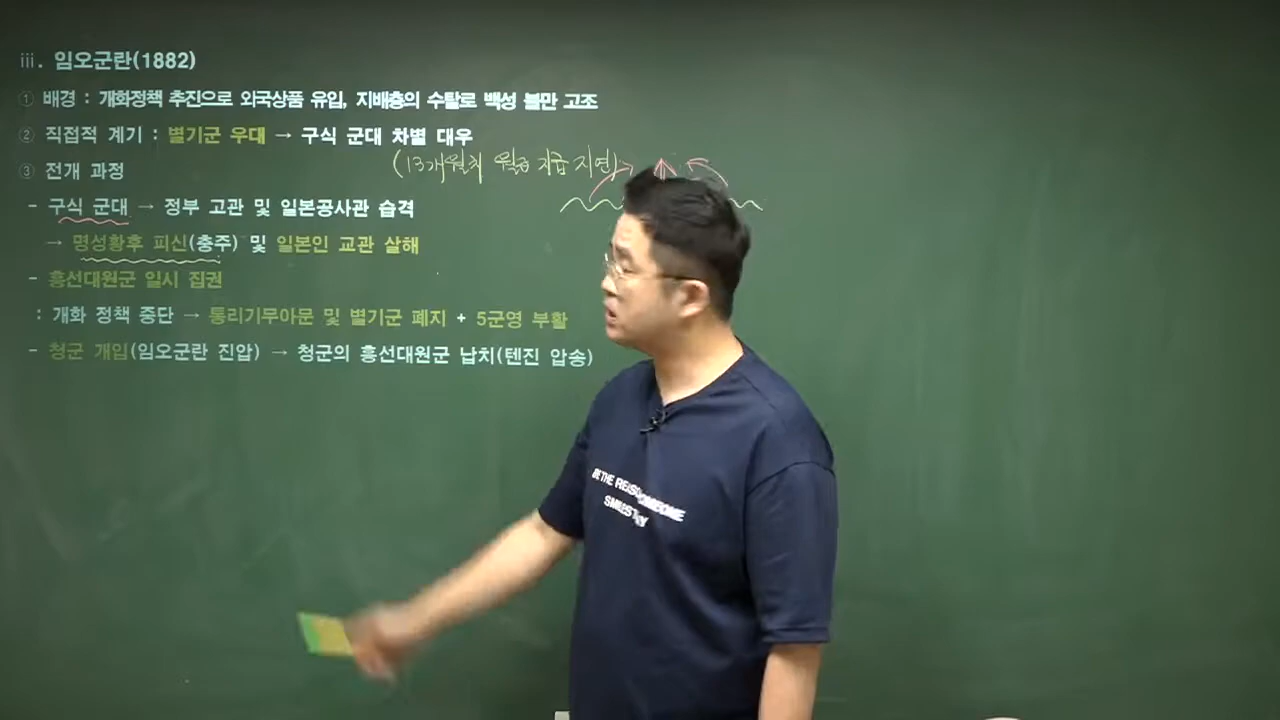 ⅲ. 임오군란(1882)
① 배경 : 개화정책 추진으로 외국상품 유입, 지배층의 수탈로 백성 불만 고조
② 직접적 계기 : 별기군 우대 → 구식 군대 차별 대우
(13개월치 월급 지급 지연)
③ 전개 과정
- 구식 군대 → 정부 고관 및 일본공사관 습격
→ 명성황후 피신(충주) 및 일본인 교관 살해
- 흥선대원군 일시 집권
: 개화 정책 중단 → 통리기무아문 및 별기군 폐지 + 5군영 부활
- 청군 개입(임오군란 진압) → 청군의 흥선대원군 납치(텐진 압송)
BE THE REASON SOMEONE
SMILES